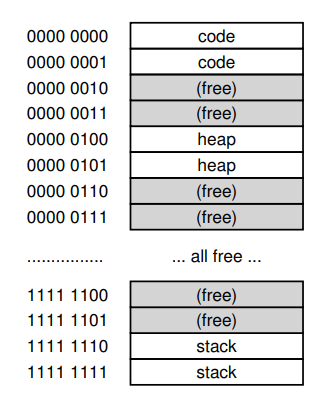 0000 0000 code
0000 0001 code
0000 0010 (free)
0000 0011 (free)
0000 0100 heap
0000 0101 heap
0000 0110 (free)
0000 0111 (free)
................ ... all free ...
1111 1100 (free)
1111 1101 (free)
1111 1110 stack
1111 1111 stack